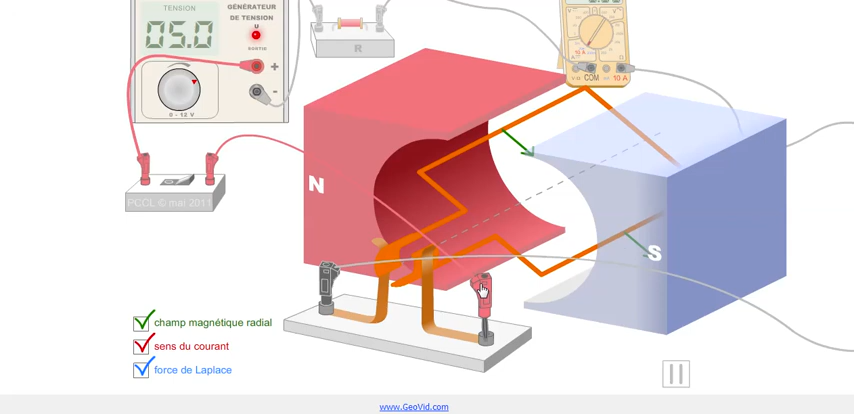 TENSION
GÉNÉRATEUR
DE TENSION
05.0
U
SORTIE
+
-
0 - 12 V
R
COM
10 A
10 A
N
S
PCCL © mai 2011
champ magnétique radial
sens du courant
force de Laplace
www.GeoVid.com